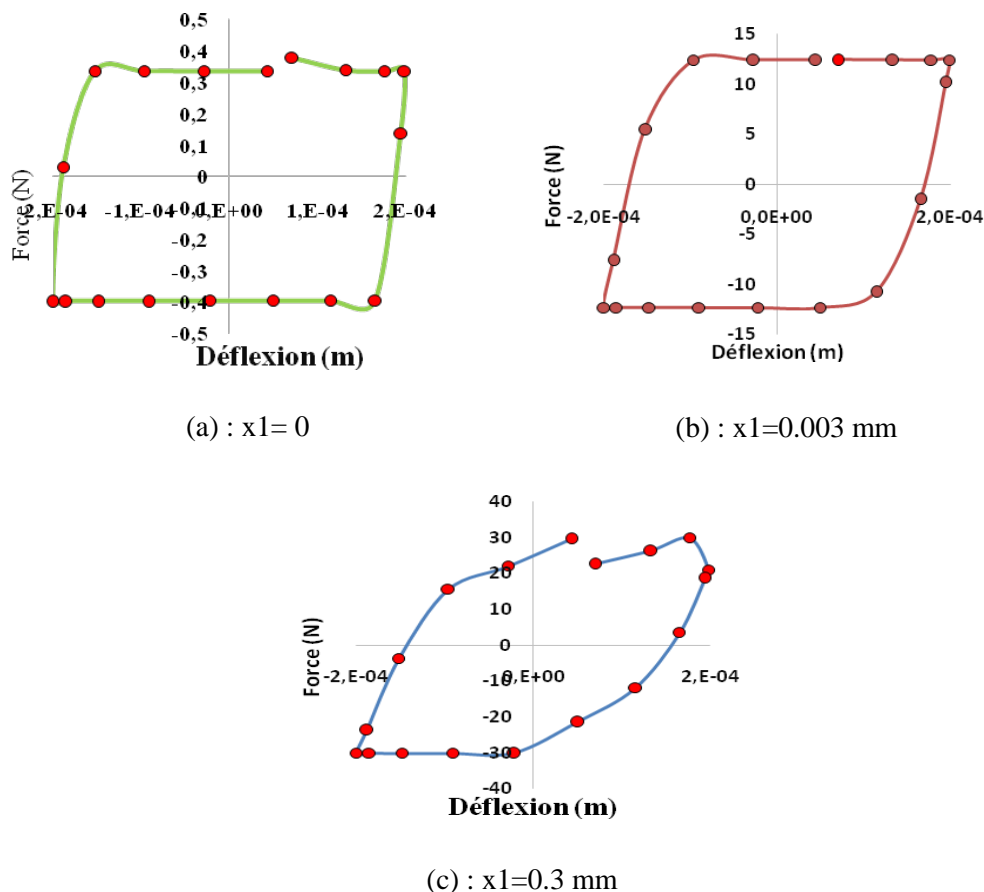 0,5
0,4
0,3
0,2
0,1
0
-0,1
-0,2
-0,3
-0,4
-0,5
-2,E-04 -1,E-04 0,E+00 1,E-04 2,E-04
Force (N)
Déflexion (m)
(a) : x1= 0
15
10
5
0
-5
-10
-15
-2,0E-04 0,0E+00 2,0E-04
Force (N)
Déflexion (m)
(b) : x1=0.003 mm
40
30
20
10
0
-10
-20
-30
-40
-2,E-04 0,E+00 2,E-04
Force (N)
Déflexion (m)
(c) : x1=0.3 mm